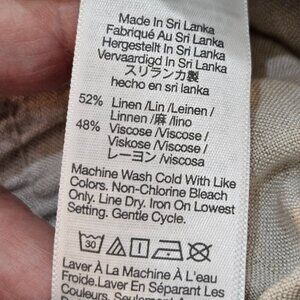 Made In Sri Lanka
Fabriqué Au Sri Lanka
Hergestellt In Sri Lanka
Vervaardigd In Sri Lanka
スリランカ製
hecho en sri lanka
52% Linen /Lin /Leinen /
Linnen /麻 /lino
48% Viscose /Viscose /
Viskose /Viscose /
レーヨン /viscosa
Machine Wash Cold With Like
Colors. Non-Chlorine Bleach
Only. Line Dry. Iron On Lowest
Setting. Gentle Cycle.
30
Laver À La Machine À L'eau
Froide.Laver En Séparant Les